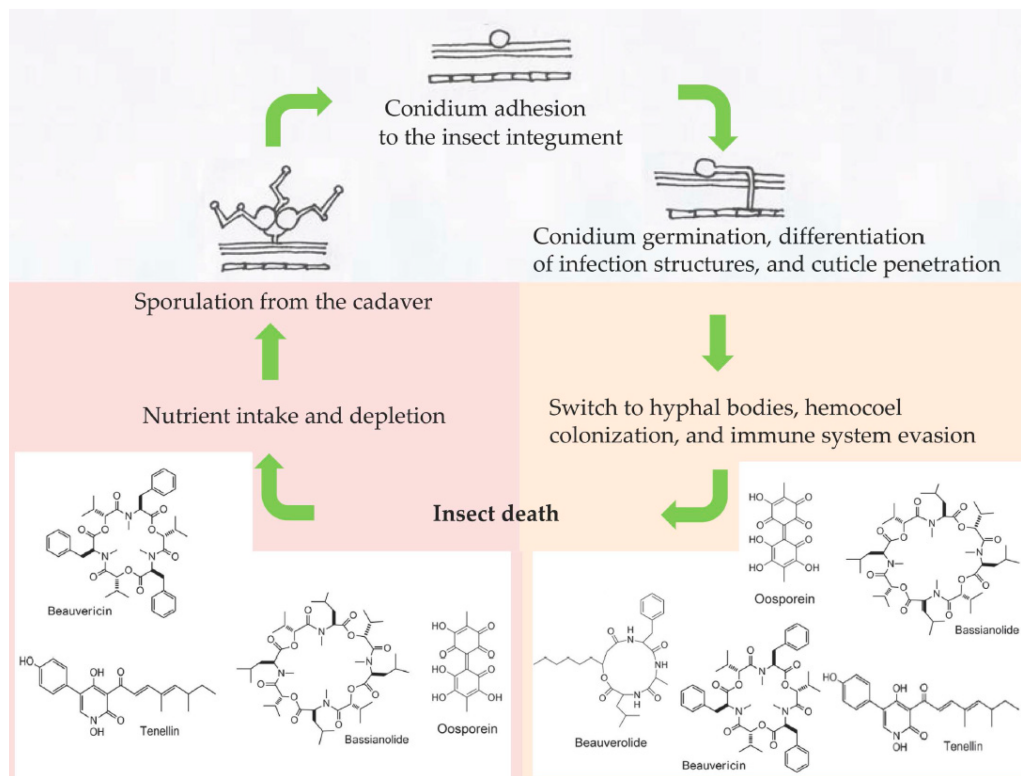 Conidium adhesion
to the insect integument
Conidium germination, differentiation
of infection structures, and cuticle penetration
Sporulation from the cadaver
Nutrient intake and depletion
Switch to hyphal bodies, hemocoel
colonization, and immune system evasion
Insect death
Beauvericin
Tenellin
Bassianolide
Oosporein
Oosporein
Bassianolide
Beauverolide
Beauvericin
Tenellin